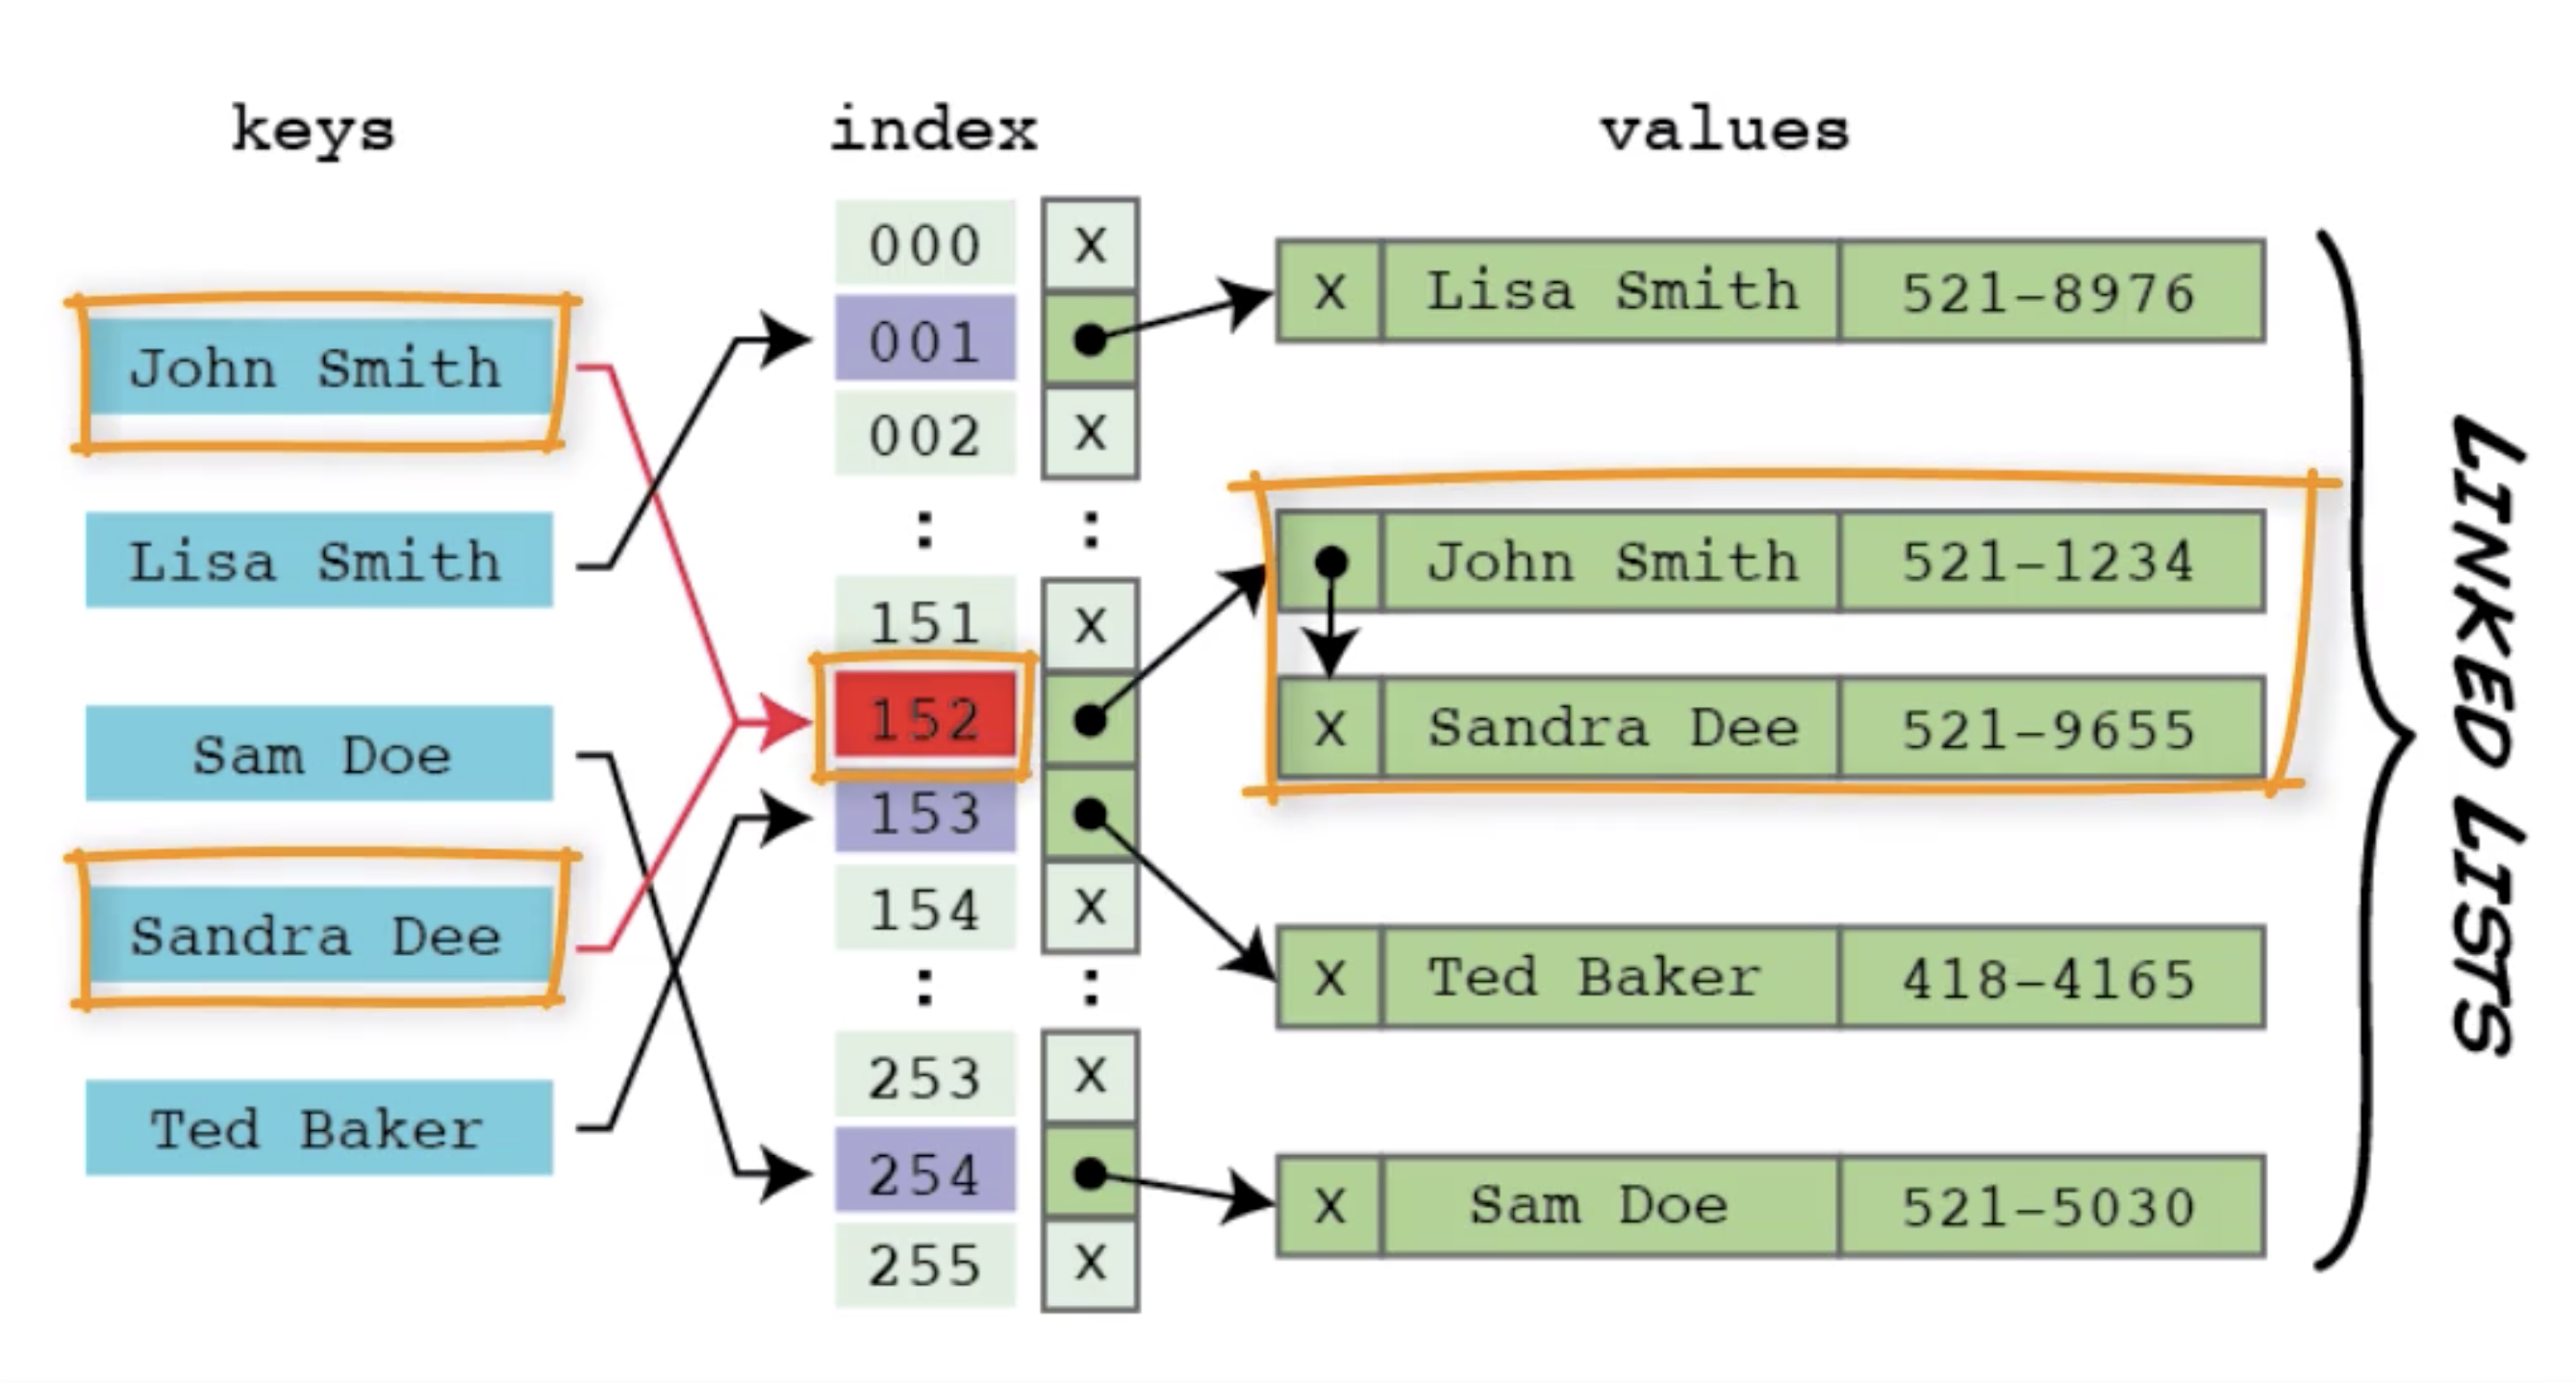 keys
index
values
John Smith
Lisa Smith
Sam Doe
Sandra Dee
Ted Baker
000 X
001
002 X
: :
151 X
152
153
154 X
: :
253 X
254
255 X
X Lisa Smith 521-8976
John Smith 521-1234
X Sandra Dee 521-9655
X Ted Baker 418-4165
X Sam Doe 521-5030
LINKED LISTS